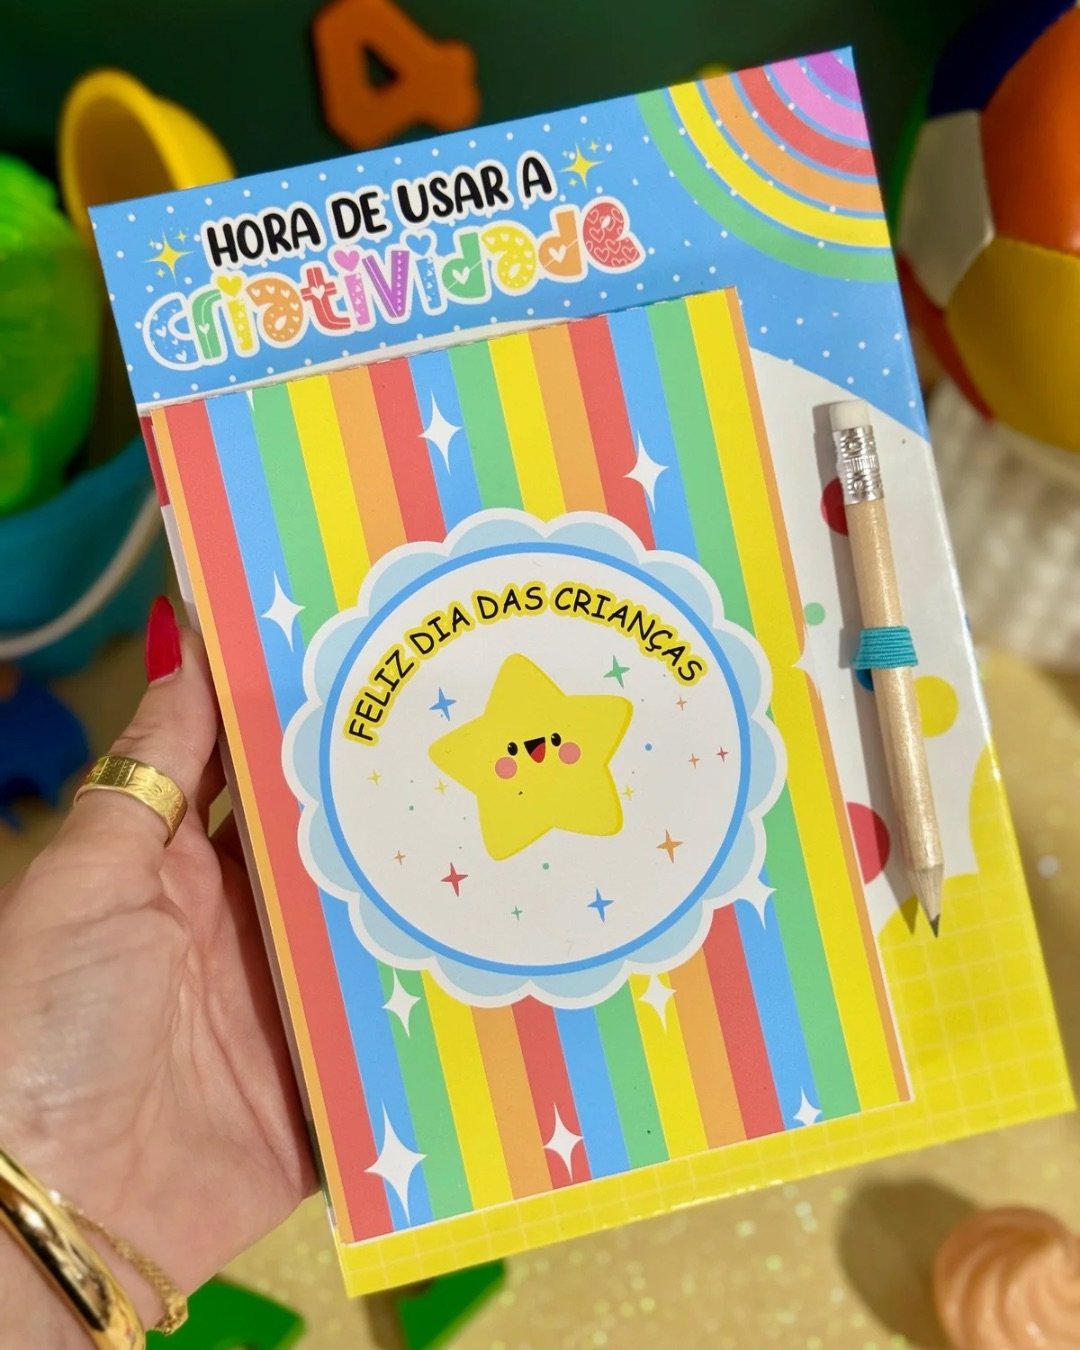 HORA DE USAR A
criatividade
FELIZ DIA DAS CRIANÇAS